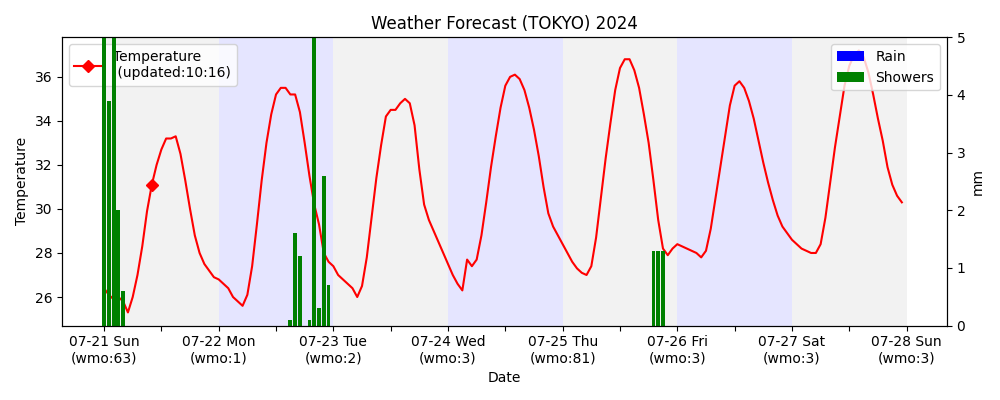 Weather Forecast (TOKYO) 2024
Temperature
(updated:10:16)
Rain
Showers
Temperature
36
34
32
30
28
26
5
4
3
2
1
0
mm
07-21 Sun
(wmo:63)
07-22 Mon
(wmo:1)
07-23 Tue
(wmo:2)
07-24 Wed
(wmo:3)
07-25 Thu
(wmo:81)
07-26 Fri
(wmo:3)
07-27 Sat
(wmo:3)
07-28 Sun
(wmo:3)
Date